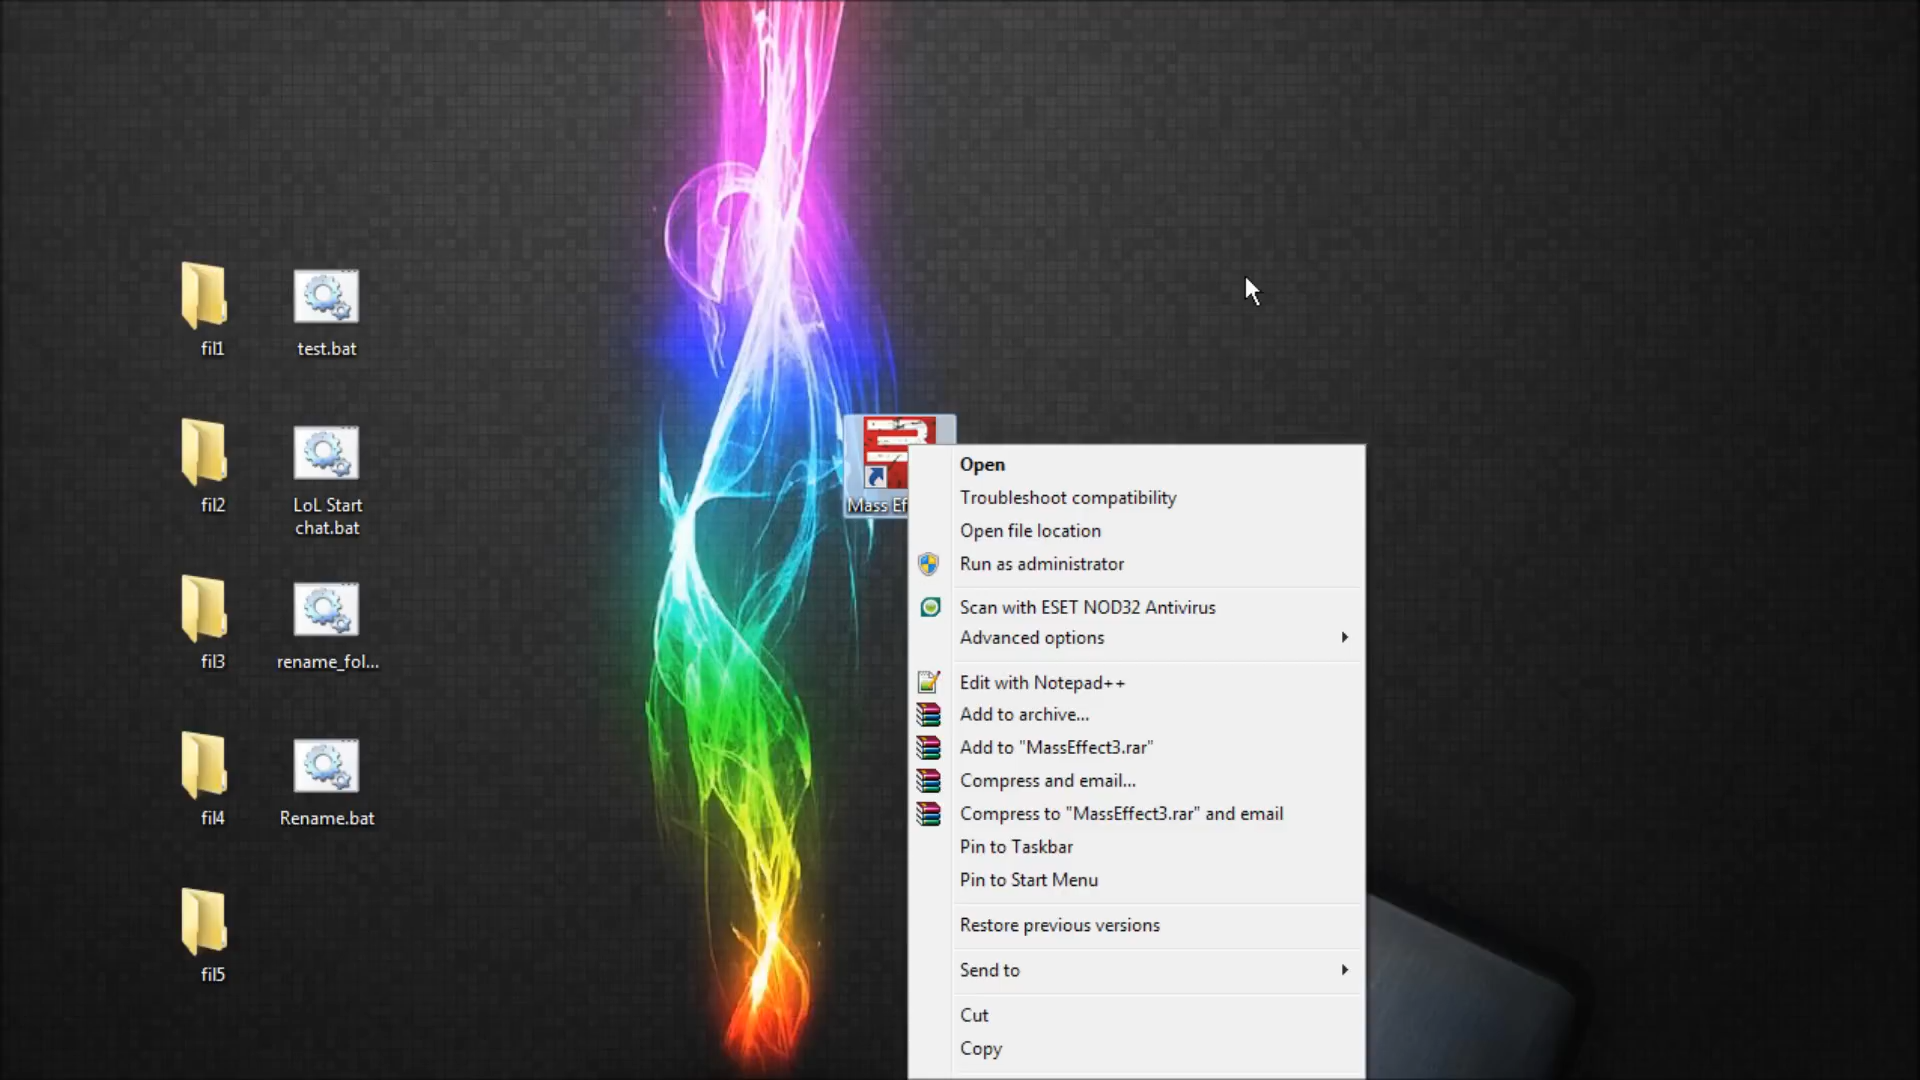 fil1
test.bat
fil2
LoL Start
chat.bat
fil3
rename_fol...
fil4
Rename.bat
fil5
Mass Ef
Open
Troubleshoot compatibility
Open file location
Run as administrator
Scan with ESET NOD32 Antivirus
Advanced options
Edit with Notepad++
Add to archive...
Add to "MassEffect3.rar"
Compress and email...
Compress to "MassEffect3.rar" and email
Pin to Taskbar
Pin to Start Menu
Restore previous versions
Send to
Cut
Copy